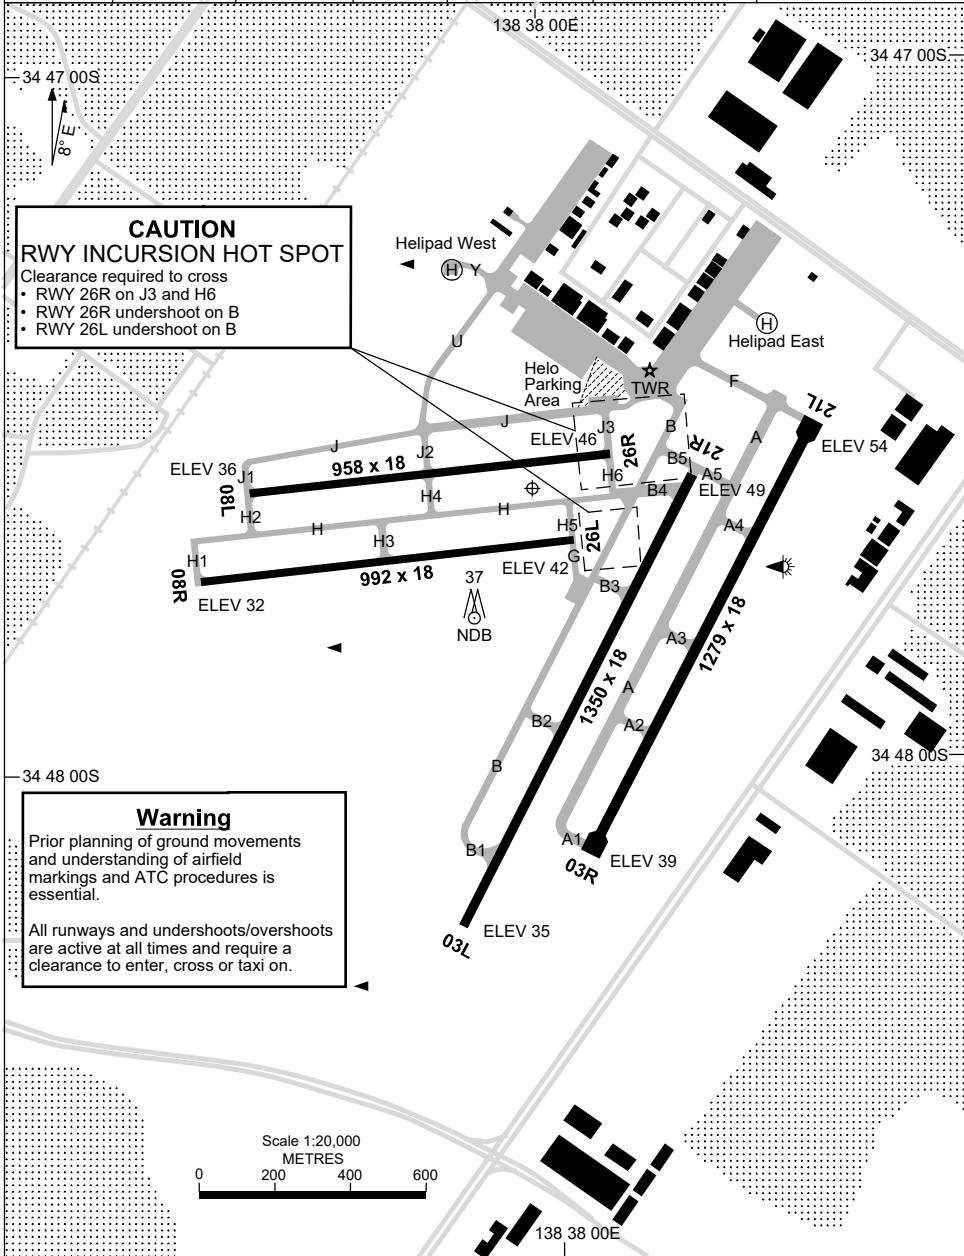 138 38 00E
34 47 00S
34 47 00S
8° E
CAUTION
RWY INCURSION HOT SPOT
Clearance required to cross
• RWY 26R on J3 and H6
• RWY 26R undershoot on B
• RWY 26L undershoot on B
Helipad West
H
Y
H
Helipad East
U
Helo
Parking
Area
TWR
F
21L
J
J
J3
B
A
ELEV 46
26R
21R
ELEV 54
ELEV 36
J1
958 x 18
J2
B5
A5
08L
H6
H4
B4
ELEV 49
H2
H
H
H5
26L
A4
H1
H3
G
08R
992 x 18
ELEV 42
B3
ELEV 32
37
NDB
A3
1279 x 18
1350 x 18
A
B2
A2
B
34 48 00S
34 48 00S
Warning
Prior planning of ground movements
and understanding of airfield
markings and ATC procedures is
essential.
All runways and undershoots/overshoots
are active at all times and require a
clearance to enter, cross or taxi on.
B1
A1
03R
ELEV 39
03L
ELEV 35
Scale 1:20,000
METRES
0 200 400 600
138 38 00E